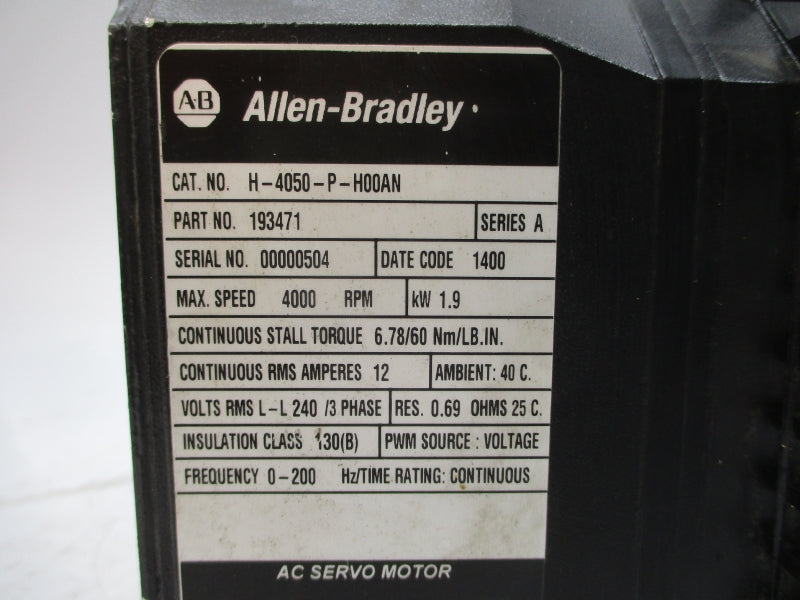 A-B Allen-Bradley
CAT. NO. H-4050-P-H00AN
PART NO. 193471 SERIES A
SERIAL NO. 00000504 DATE CODE 1400
MAX. SPEED 4000 RPM kW 1.9
CONTINUOUS STALL TORQUE 6.78/60 Nm/LB.IN.
CONTINUOUS RMS AMPERES 12 AMBIENT: 40 C.
VOLTS RMS L-L 240 /3 PHASE RES. 0.69 OHMS 25 C.
INSULATION CLASS 130(B) PWM SOURCE : VOLTAGE
FREQUENCY 0-200 Hz/TIME RATING: CONTINUOUS
AC SERVO MOTOR